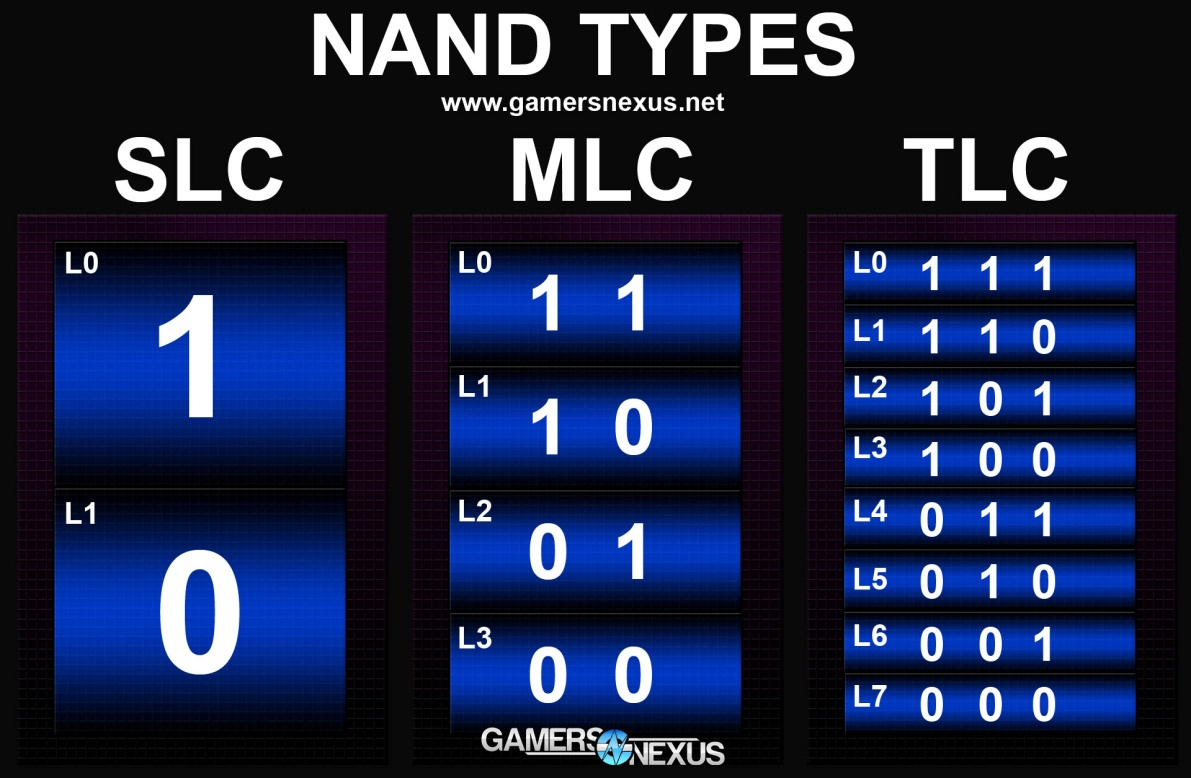 NAND TYPES
www.gamersnexus.net
SLC
L0
1
L1
0
MLC
L0
1 1
L1
1 0
L2
0 1
L3
0 0
TLC
L0 1 1 1
L1 1 1 0
L2 1 0 1
L3 1 0 0
L4 0 1 1
L5 0 1 0
L6 0 0 1
L7 0 0 0
GAMERS NEXUS